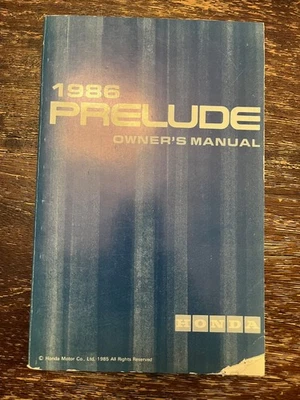 1986
PRELUDE
OWNER'S MANUAL
HONDA
© Honda Motor Co., Ltd. 1985 All Rights Reserved